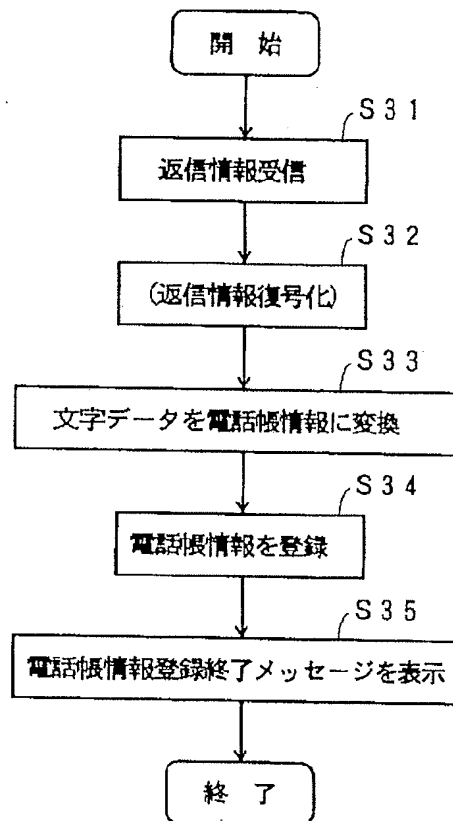 開 始
S31
返信情報受信
S32
(返信情報復号化)
S33
文字データを電話帳情報に変換
S34
電話帳情報を登録
S35
電話帳情報登録終了メッセージを表示
終 了